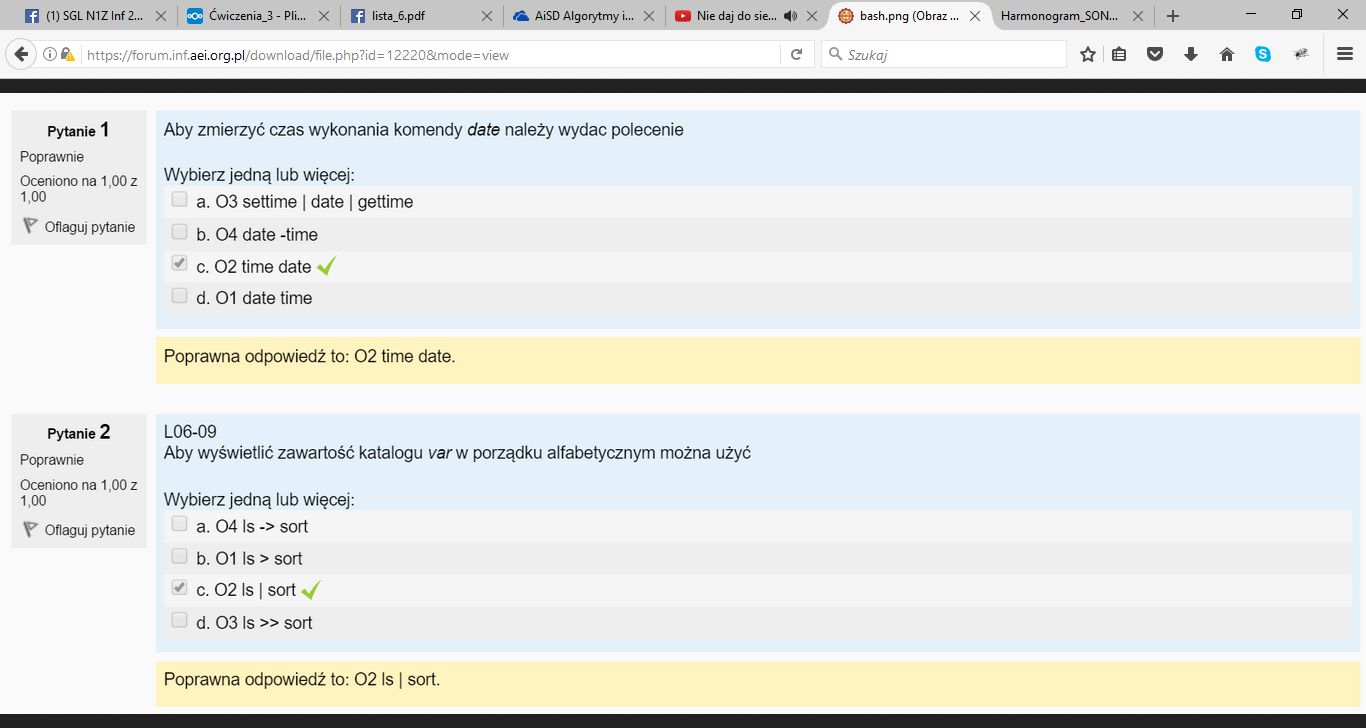 (1) SGL N1Z Inf 2...
Ćwiczenia_3 - Pli...
lista_6.pdf
AiSD Algorytmy i...
Nie daj do sie...
bash.png (Obraz ...
Harmonogram_SON...
https://forum.inf.aei.org.pl/download/file.php?id=12220&mode=view
Szukaj
Pytanie 1
Poprawnie
Oceniono na 1,00 z
1,00
Oflaguj pytanie
Aby zmierzyć czas wykonania komendy date należy wydac polecenie
Wybierz jedną lub więcej:
a. O3 settime | date | gettime
b. O4 date -time
c. O2 time date
d. O1 date time
Poprawna odpowiedź to: O2 time date.
Pytanie 2
Poprawnie
Oceniono na 1,00 z
1,00
Oflaguj pytanie
L06-09
Aby wyświetlić zawartość katalogu var w porządku alfabetycznym można użyć
Wybierz jedną lub więcej:
a. O4 ls -> sort
b. O1 ls > sort
c. O2 ls | sort
d. O3 ls >> sort
Poprawna odpowiedź to: O2 ls | sort.